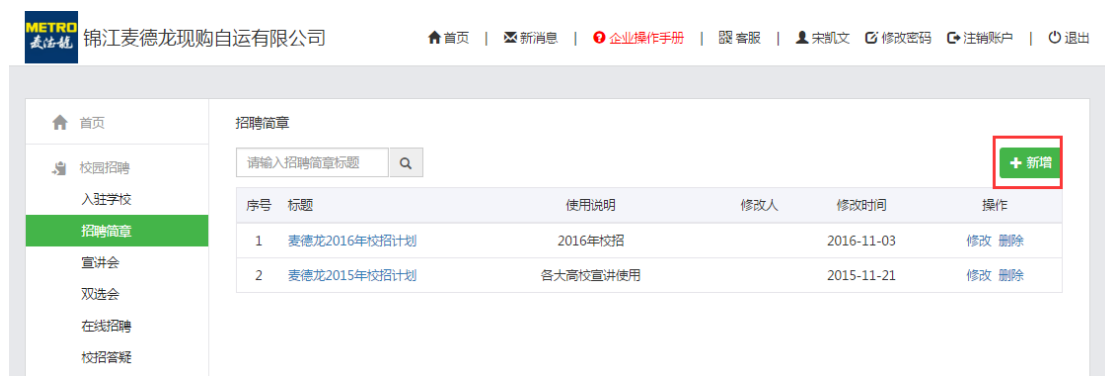 METRO
麦德龙
锦江麦德龙现购自运有限公司
首页 | 新消息 | 企业操作手册 | 客服 | 宋凯文 修改密码 注销账户 | 退出
首页
校园招聘
入驻学校
招聘简章
宣讲会
双选会
在线招聘
校招答疑
招聘简章
请输入招聘简章标题
新增
序号 标题 使用说明 修改人 修改时间 操作
1 麦德龙2016年校招计划 2016年校招 2016-11-03 修改 删除
2 麦德龙2015年校招计划 各大高校宣讲使用 2015-11-21 修改 删除